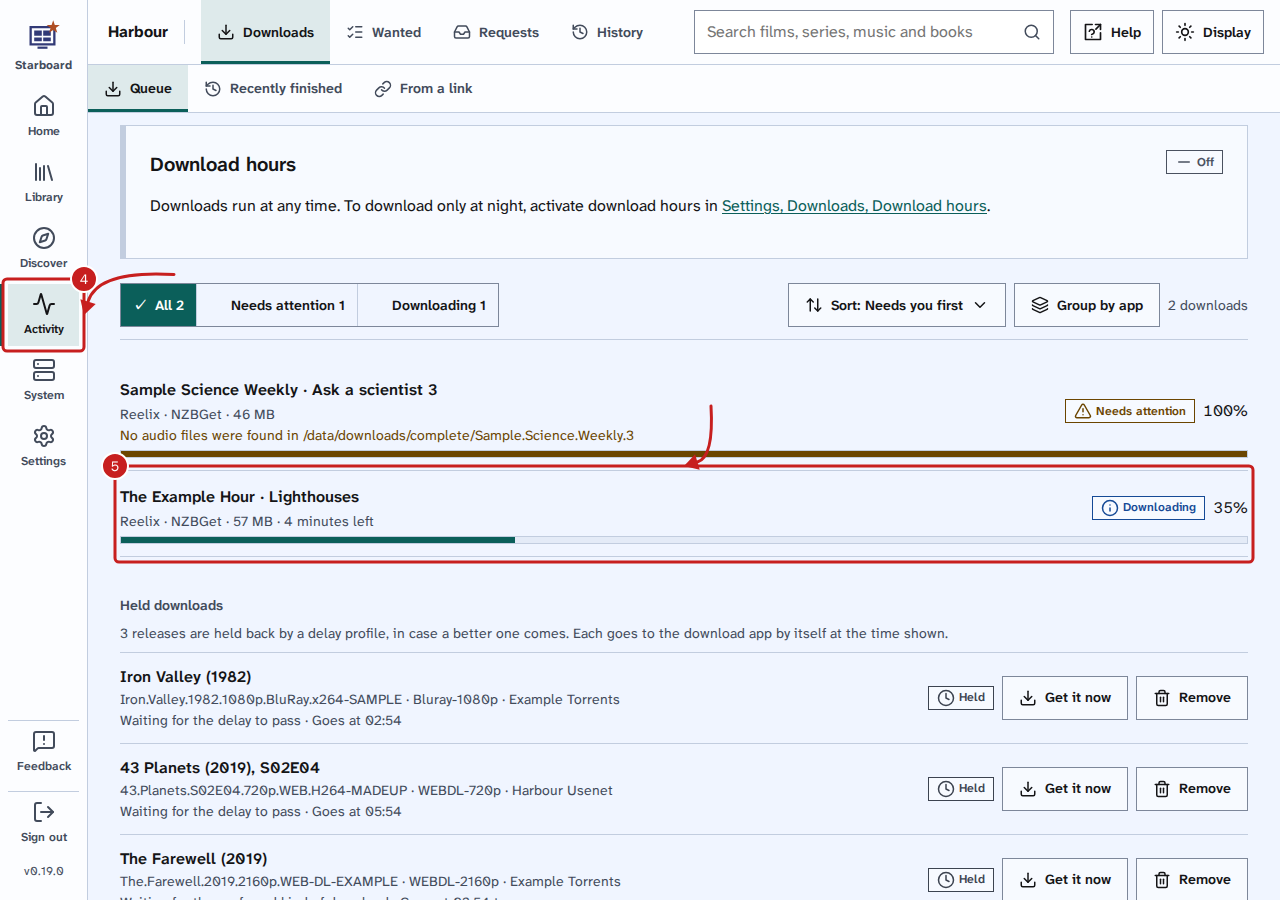 Starboard
Home
Library
Discover
4
Activity
System
Settings
Feedback
Sign out
v0.19.0
Harbour
Downloads
Wanted
Requests
History
Search films, series, music and books
Help
Display
Queue
Recently finished
From a link
Download hours
Off
Downloads run at any time. To download only at night, activate download hours in Settings, Downloads, Download hours.
All 2
Needs attention 1
Downloading 1
Sort: Needs you first
Group by app
2 downloads
Sample Science Weekly · Ask a scientist 3
Reelix · NZBGet · 46 MB
No audio files were found in /data/downloads/complete/Sample.Science.Weekly.3
Needs attention
100%
5
The Example Hour · Lighthouses
Reelix · NZBGet · 57 MB · 4 minutes left
Downloading
35%
Held downloads
3 releases are held back by a delay profile, in case a better one comes. Each goes to the download app by itself at the time shown.
Iron Valley (1982)
Iron.Valley.1982.1080p.BluRay.x264-SAMPLE · Bluray-1080p · Example Torrents
Waiting for the delay to pass · Goes at 02:54
Held
Get it now
Remove
43 Planets (2019), S02E04
43.Planets.S02E04.720p.WEB.H264-MADEUP · WEBDL-720p · Harbour Usenet
Waiting for the delay to pass · Goes at 05:54
Held
Get it now
Remove
The Farewell (2019)
The.Farewell.2019.2160p.WEB-DL-EXAMPLE · WEBDL-2160p · Example Torrents
Held
Get it now
Remove